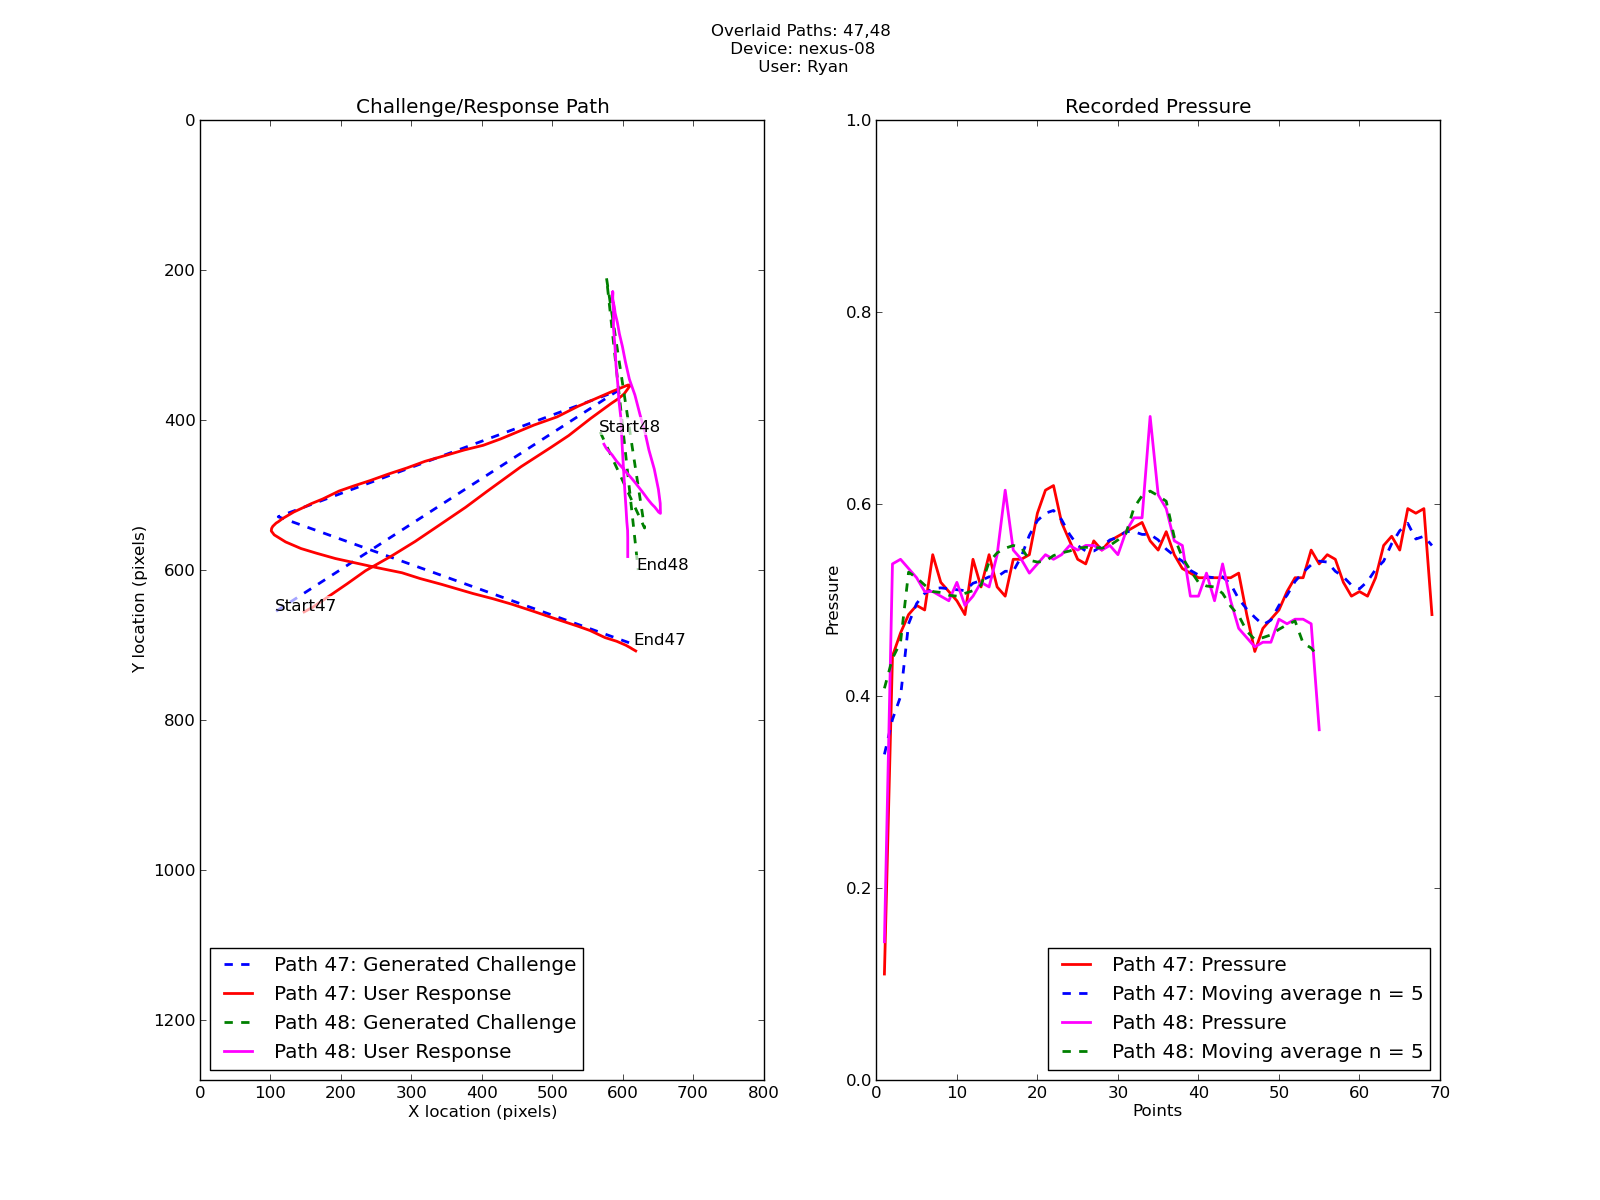 Overlaid Paths: 47,48
Device: nexus-08
User: Ryan
Challenge/Response Path
0
200
400
600
800
1000
1200
Y location (pixels)
Start48
End48
Start47
End47
Path 47: Generated Challenge
Path 47: User Response
Path 48: Generated Challenge
Path 48: User Response
0 100 200 300 400 500 600 700 800
X location (pixels)
Recorded Pressure
1.0
0.8
0.6
0.4
0.2
0.0
Pressure
Path 47: Pressure
Path 47: Moving average n = 5
Path 48: Pressure
Path 48: Moving average n = 5
0 10 20 30 40 50 60 70
Points